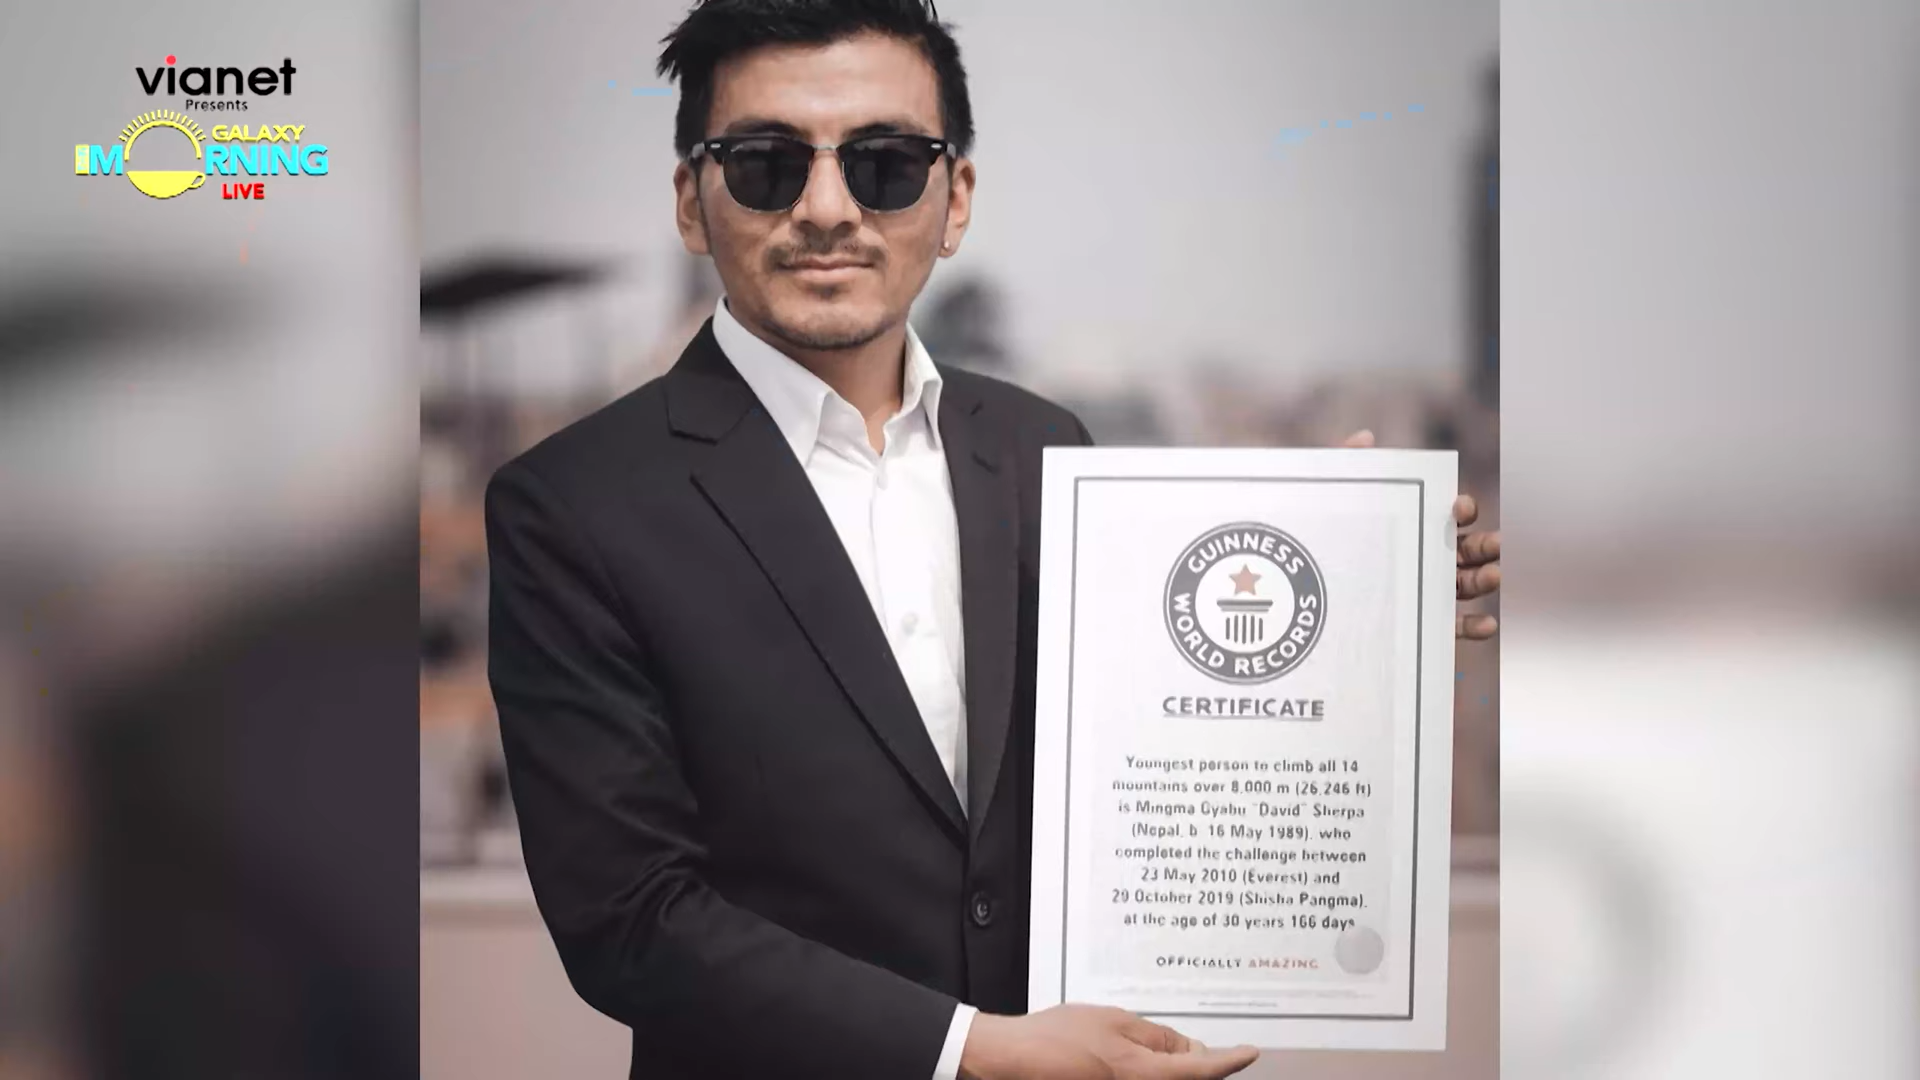 vianet
Presents
GALAXY
MORNING
LIVE
GUINNESS
WORLD RECORDS
CERTIFICATE
Youngest person to climb all 14
mountains over 8,000 m (26,246 ft)
is Mingma Gyabu "David" Sherpa
(Nepal, b. 16 May 1989), who
completed the challenge between
23 May 2010 (Everest) and
29 October 2019 (Shisha Pangma),
at the age of 30 years 166 days
OFFICIALLY AMAZING